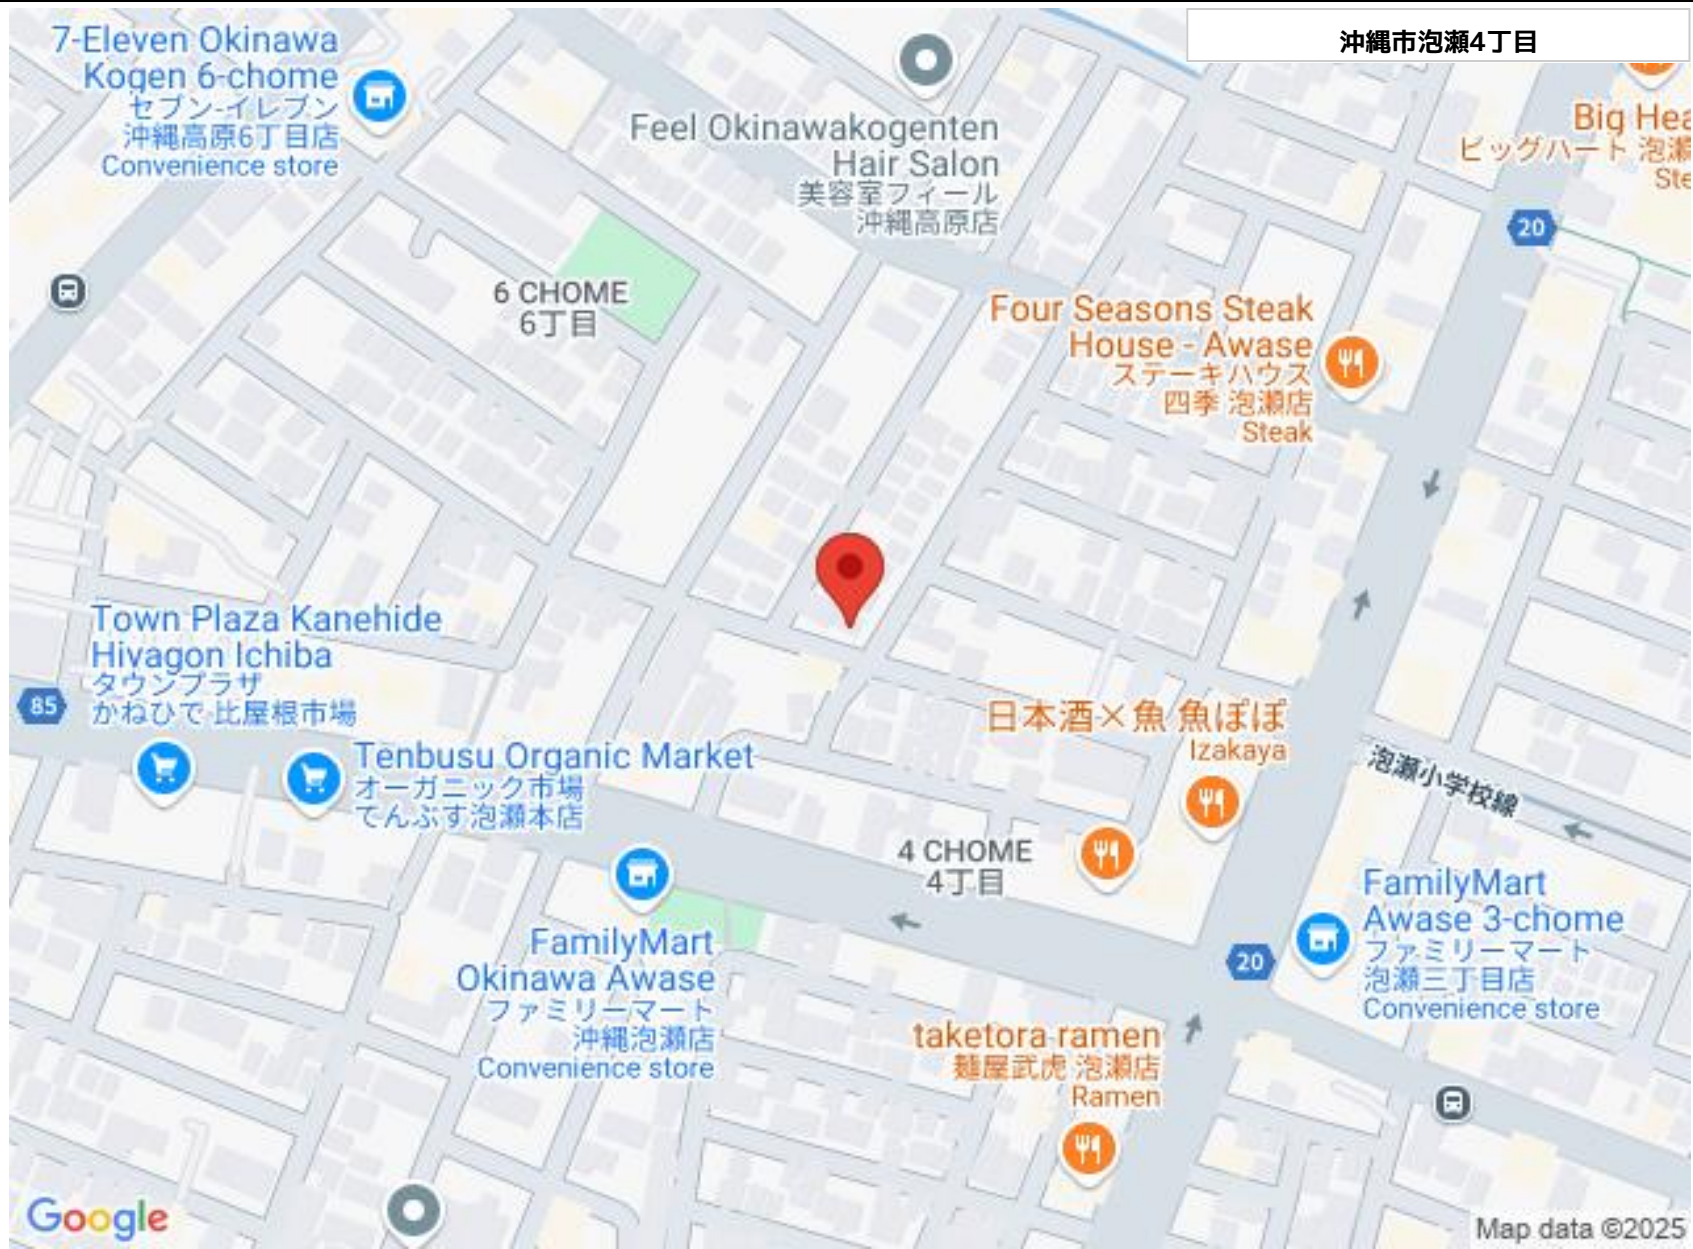 沖縄市泡瀬4丁目
7-Eleven Okinawa
Kogen 6-chome
セブン-イレブン
沖縄高原6丁目店
Convenience store
Feel Okinawakogenten
Hair Salon
美容室フィール
沖縄高原店
Big Hea
ビッグハート 泡瀬
Ste
20
6 CHOME
6丁目
Four Seasons Steak
House - Awase
ステーキハウス
四季 泡瀬店
Steak
Town Plaza Kanehide
Hiyagon Ichiba
タウンプラザ
かねひで 比屋根市場
85
Tenbusu Organic Market
オーガニック市場
てんぶす泡瀬本店
日本酒×魚 魚ぽぽ
Izakaya
泡瀬小学校線
4 CHOME
4丁目
FamilyMart
Awase 3-chome
ファミリーマート
泡瀬三丁目店
Convenience store
20
FamilyMart
Okinawa Awase
ファミリーマート
沖縄泡瀬店
Convenience store
taketora ramen
麺屋武虎 泡瀬店
Ramen
Google
Map data ©2025